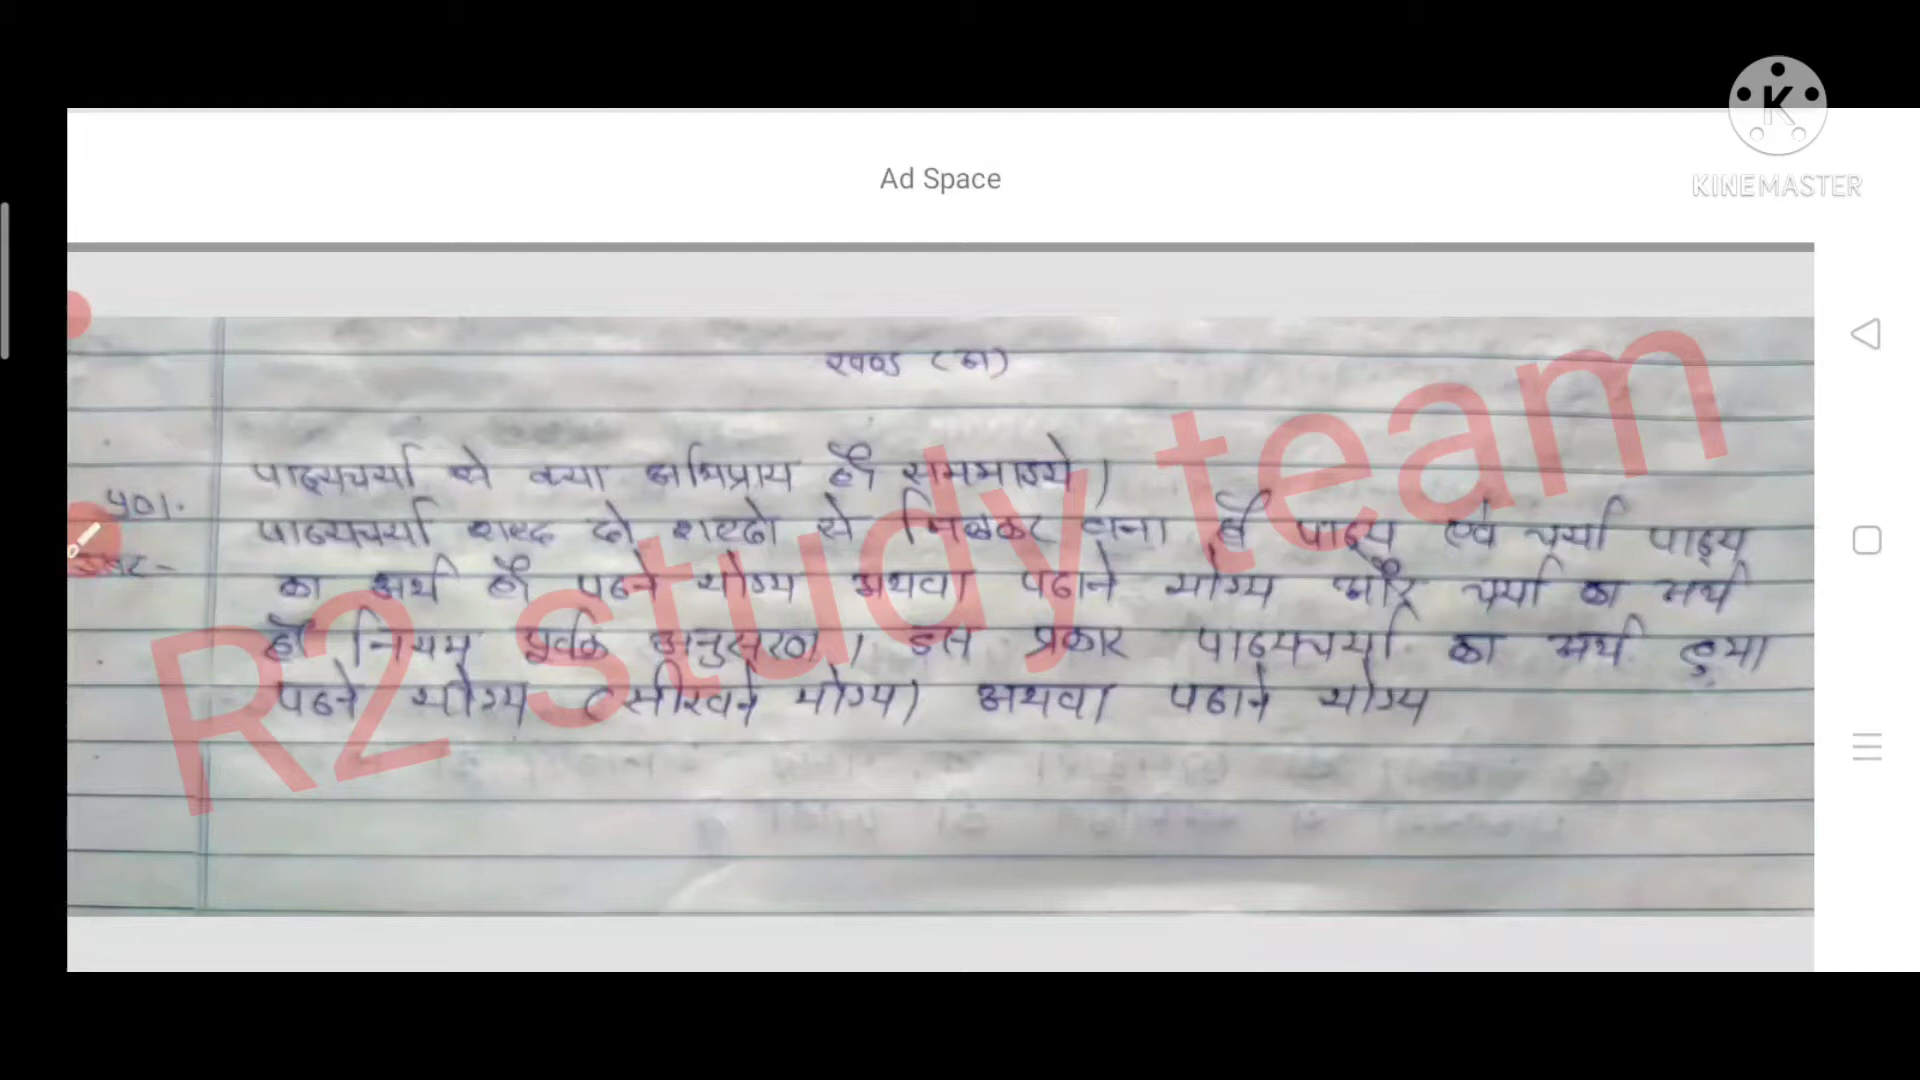 K
KINEMASTER
Ad Space
खण्ड (अ)
पाठ्यचर्या से क्या अभिप्राय है समझाइये।
प्र01.
पाठ्यचर्या शब्द दो शब्दो से मिलकर बना है पाठ्य एवं चर्या पाठ्य
उत्तर-
का अर्थ है पढने योग्य अथवा पढाने योग्य और चर्या का अर्थ
है नियम पूर्वक अनुसरण। इस प्रकार पाठ्यचर्या का अर्थ हुआ
पढने योग्य (सीखने योग्य) अथवा पढाने योग्य
R2 study team